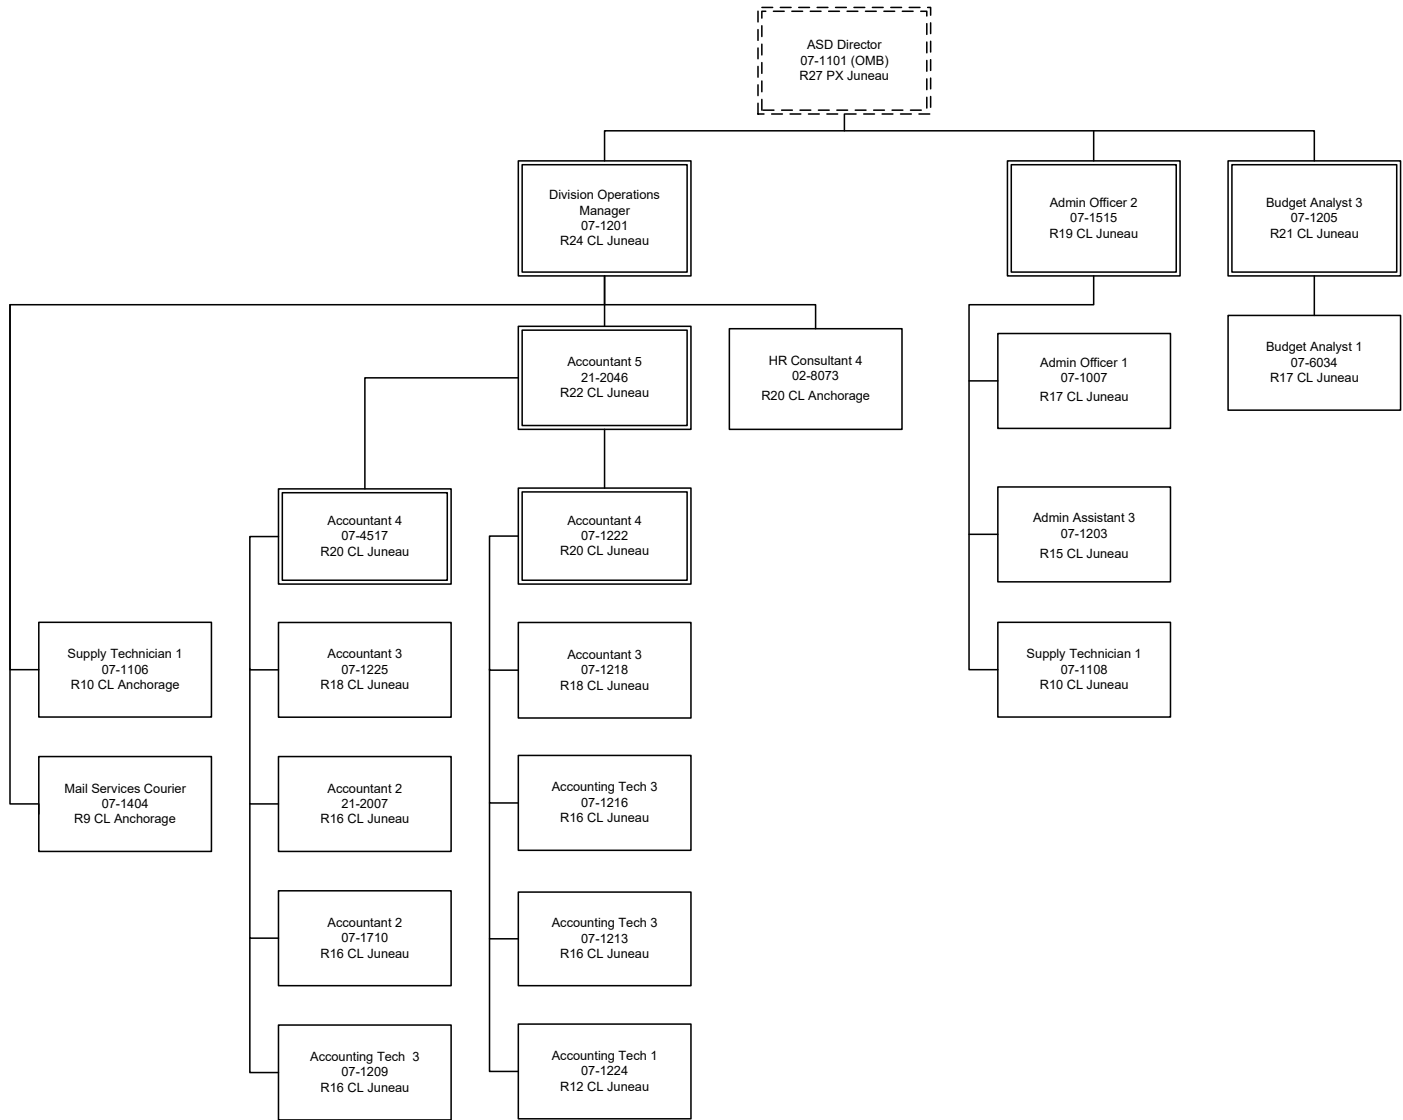 ASD Director
07-1101 (OMB)
R27 PX Juneau
Division Operations
Manager
07-1201
R24 CL Juneau
Admin Officer 2
07-1515
R19 CL Juneau
Budget Analyst 3
07-1205
R21 CL Juneau
Accountant 5
21-2046
R22 CL Juneau
HR Consultant 4
02-8073
R20 CL Anchorage
Admin Officer 1
07-1007
R17 CL Juneau
Budget Analyst 1
07-6034
R17 CL Juneau
Accountant 4
07-4517
R20 CL Juneau
Accountant 4
07-1222
R20 CL Juneau
Admin Assistant 3
07-1203
R15 CL Juneau
Supply Technician 1
07-1106
R10 CL Anchorage
Accountant 3
07-1225
R18 CL Juneau
Accountant 3
07-1218
R18 CL Juneau
Supply Technician 1
07-1108
R10 CL Juneau
Mail Services Courier
07-1404
R9 CL Anchorage
Accountant 2
21-2007
R16 CL Juneau
Accounting Tech 3
07-1216
R16 CL Juneau
Accountant 2
07-1710
R16 CL Juneau
Accounting Tech 3
07-1213
R16 CL Juneau
Accounting Tech  3
07-1209
R16 CL Juneau
Accounting Tech 1
07-1224
R12 CL Juneau